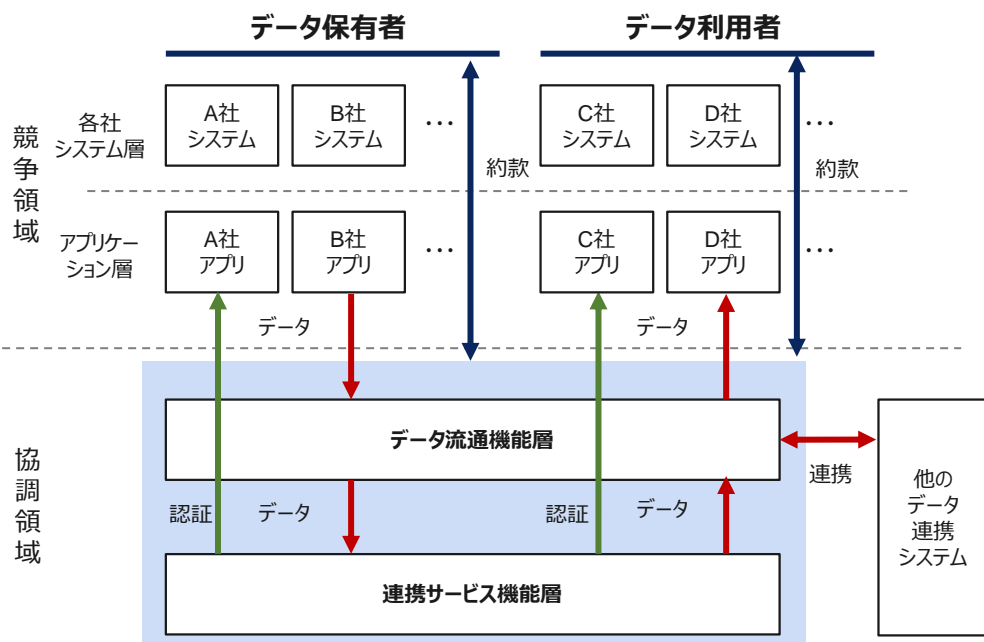 データ保有者
データ利用者
競争領域
各社
システム層
A社
システム
B社
システム
…
C社
システム
D社
システム
…
約款
約款
アプリケー
ション層
A社
アプリ
B社
アプリ
…
C社
アプリ
D社
アプリ
…
データ
データ
協調領域
データ流通機能層
連携
他の
データ
連携
システム
認証
データ
認証
データ
連携サービス機能層